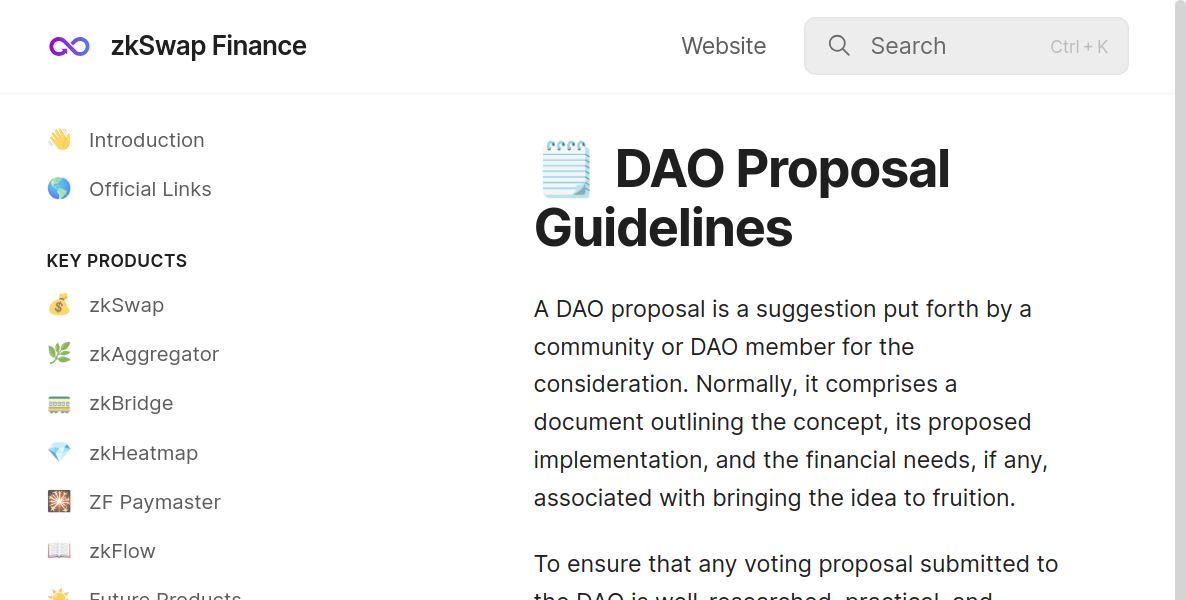 zkSwap Finance
Website
Search
Ctrl + K
Introduction
Official Links
KEY PRODUCTS
zkSwap
zkAggregator
zkBridge
zkHeatmap
ZF Paymaster
zkFlow
Future Products
DAO Proposal
Guidelines
A DAO proposal is a suggestion put forth by a
community or DAO member for the
consideration. Normally, it comprises a
document outlining the concept, its proposed
implementation, and the financial needs, if any,
associated with bringing the idea to fruition.
To ensure that any voting proposal submitted to
the DAO is well-researched, practical, and